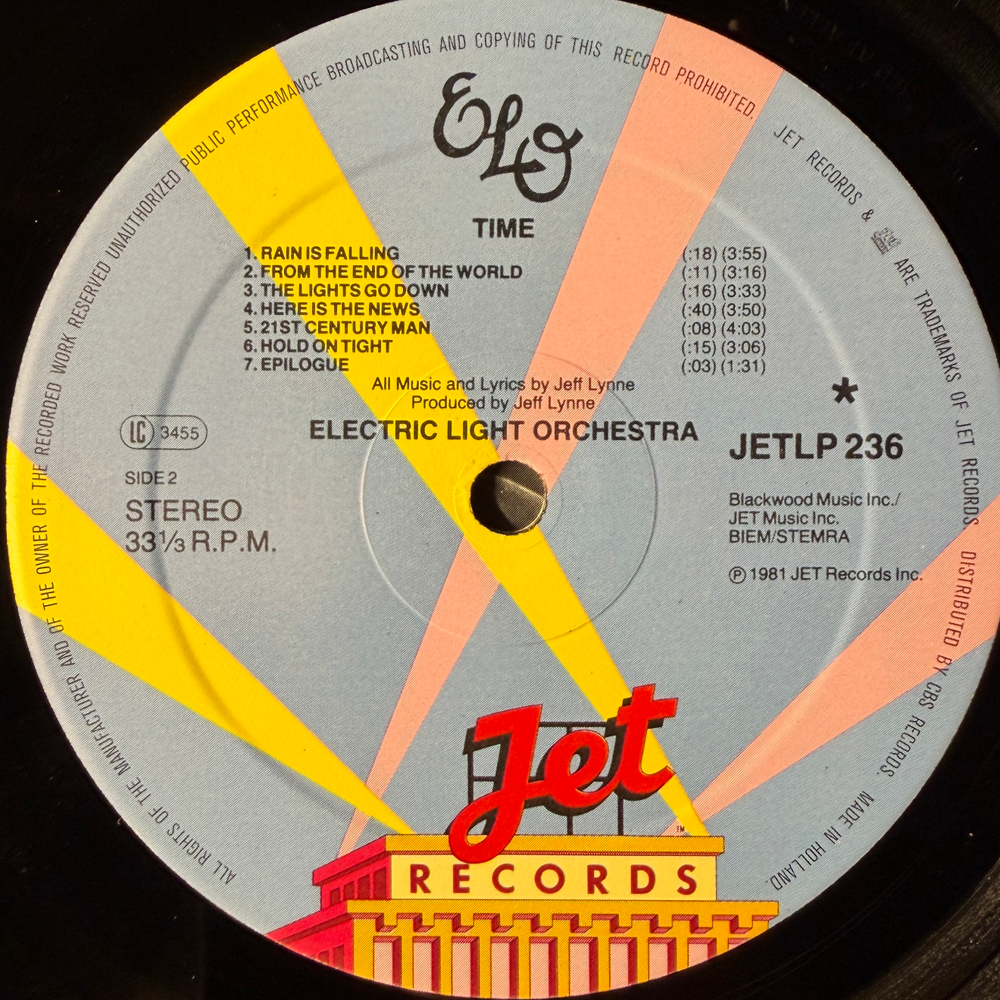 ALL RIGHTS OF THE MANUFACTURER AND OF THE OWNER OF THE RECORDED WORK RESERVED UNAUTHORIZED PUBLIC PERFORMANCE BROADCASTING AND COPYING OF THIS RECORD PROHIBITED. JET RECORDS & ARE TRADEMARKS OF JET RECORDS DISTRIBUTED BY CBS RECORDS. MADE IN HOLLAND.
ELO
TIME
1. RAIN IS FALLING (:18) (3:55)
2. FROM THE END OF THE WORLD (:11) (3:16)
3. THE LIGHTS GO DOWN (:16) (3:33)
4. HERE IS THE NEWS (:40) (3:50)
5. 21ST CENTURY MAN (:08) (4:03)
6. HOLD ON TIGHT (:15) (3:06)
7. EPILOGUE (:03) (1:31)
All Music and Lyrics by Jeff Lynne
Produced by Jeff Lynne
ELECTRIC LIGHT ORCHESTRA
LC 3455
SIDE 2
STEREO
33⅓ R.P.M.
*
JETLP 236
Blackwood Music Inc./
JET Music Inc.
BIEM/STEMRA
℗ 1981 JET Records Inc.
Jet
TM
RECORDS